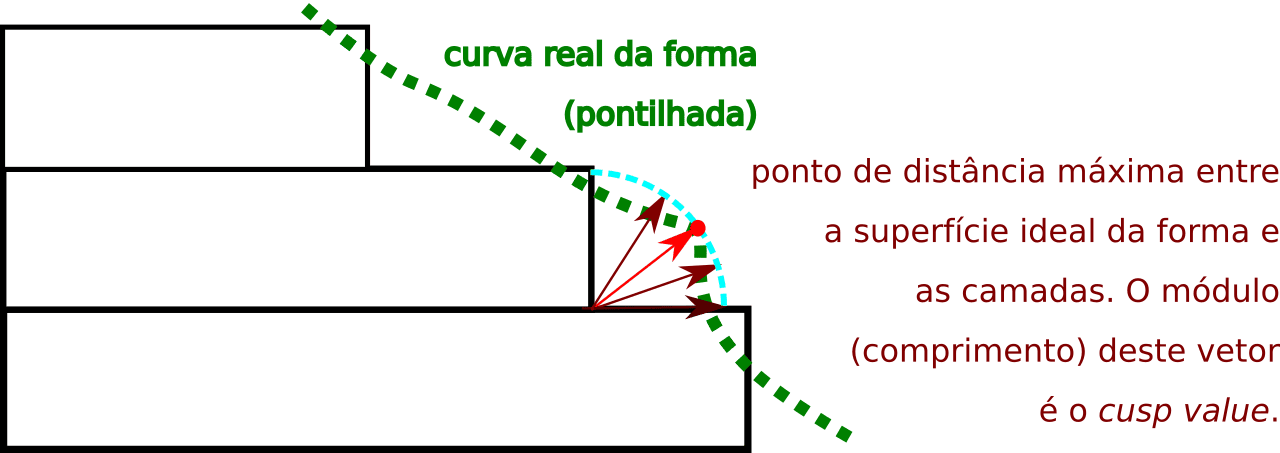 curva real da forma
(pontilhada)
ponto de distância máxima entre
a superfície ideal da forma e
as camadas. O módulo
(comprimento) deste vetor
é o cusp value.